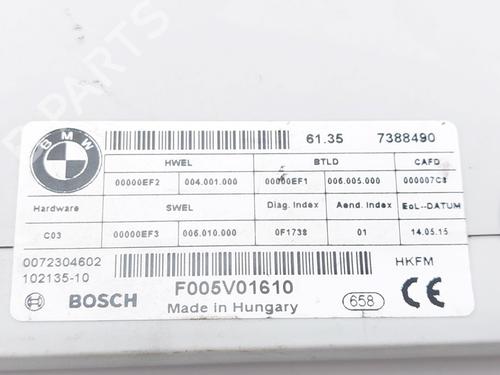 B-PARTS
BMW
61.35 7388490
HWEL BTLD CAFD
00000EF2 004.001.000 00000EF1 006.005.000 000007C8
Hardware SWEL Diag. Index Aend. Index EoL--DATUM
C03 00000EF3 006.010.000 0F1738 01 14.05.15
0072304602 HKFM
102135-10
BOSCH F005V01610 658 CE
Made in Hungary